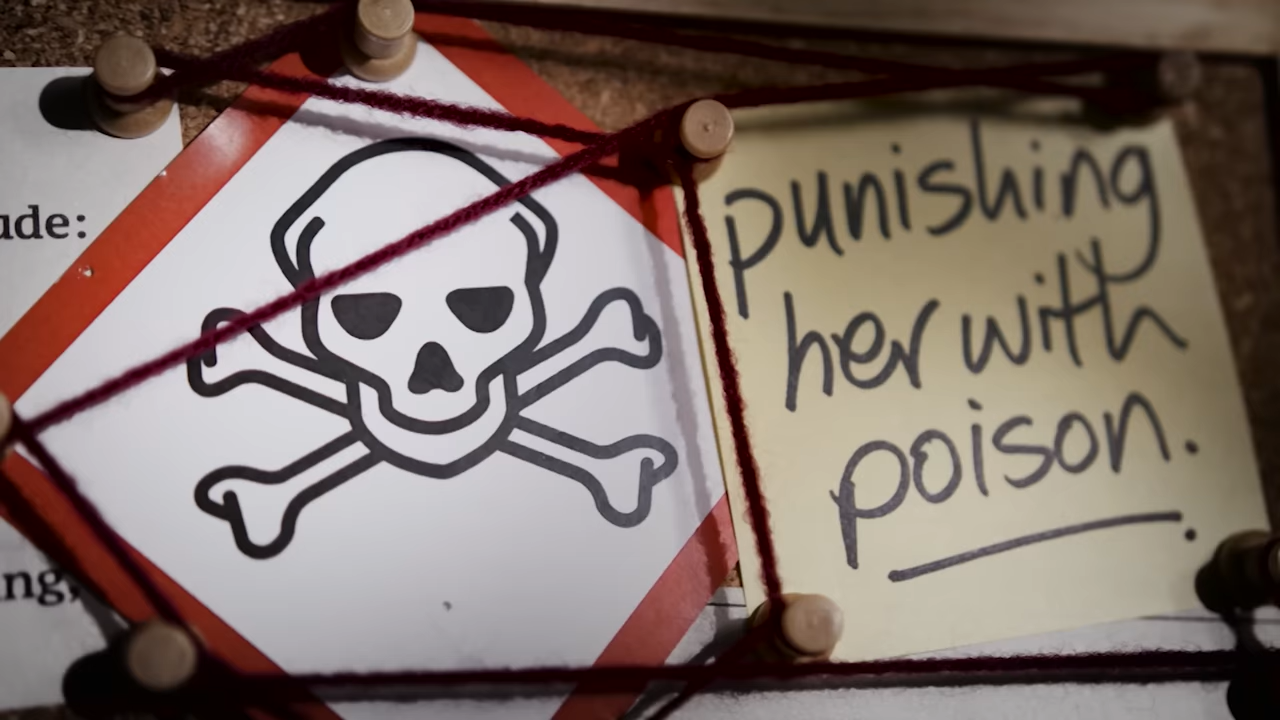 ude:
punishing
her with
poison.
ng,